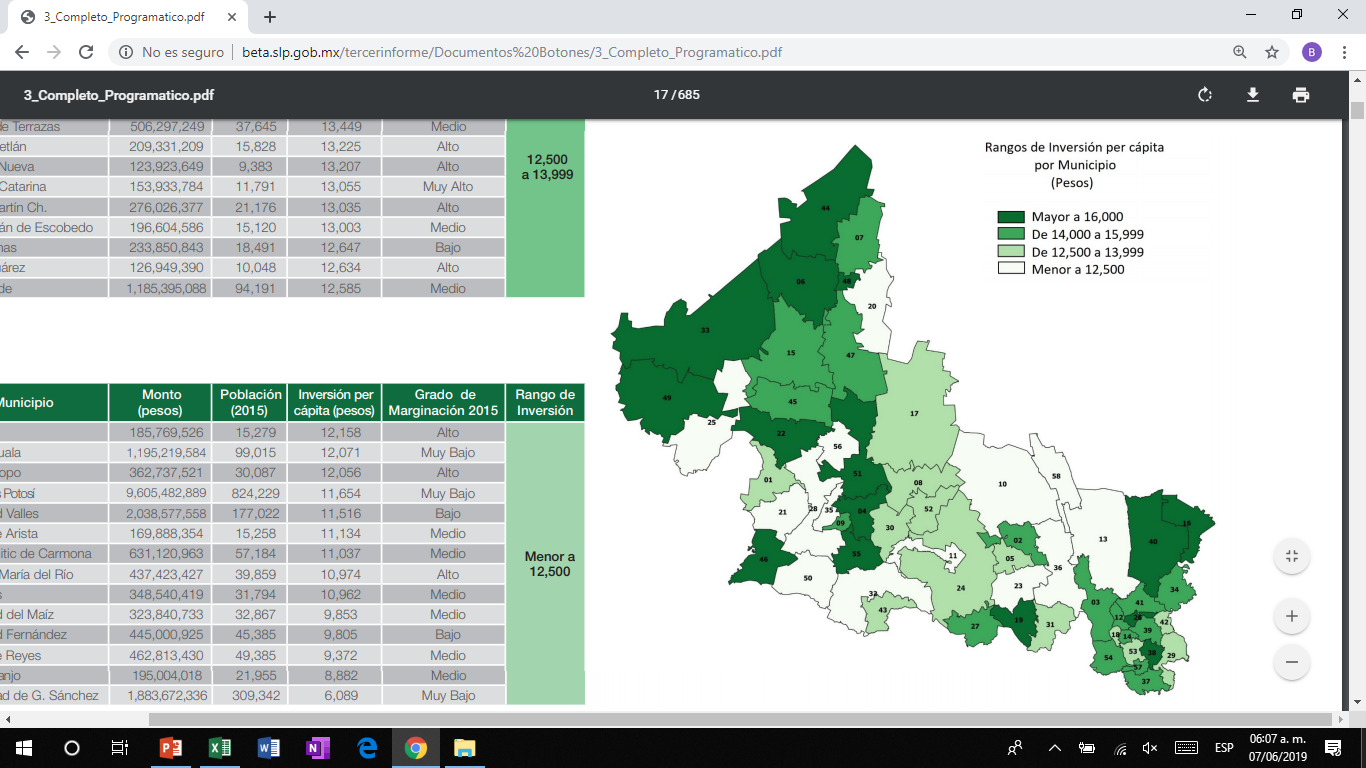 3_Completo_Programatico.pdf
No es seguro
beta.slp.gob.mx/tercerinforme/Documentos%20Botones/3_Completo_Programatico.pdf
B
3_Completo_Programatico.pdf
17 / 685
de Terrazas 506,297,249 37,645 13,449 Medio
etlán 209,331,209 15,828 13,225 Alto
Nueva 123,923,649 9,383 13,207 Alto
Catarina 153,933,784 11,791 13,055 Muy Alto
artín Ch. 276,026,377 21,176 13,035 Alto
án de Escobedo 196,604,586 15,120 13,003 Medio
nas 233,850,843 18,491 12,647 Bajo
uárez 126,949,390 10,048 12,634 Alto
de 1,185,395,088 94,191 12,585 Medio
12,500
a 13,999
Municipio Monto (pesos) Población (2015) Inversión per cápita (pesos) Grado de Marginación 2015 Rango de Inversión
185,769,526 15,279 12,158 Alto
uala 1,195,219,584 99,015 12,071 Muy Bajo
opo 362,737,521 30,087 12,056 Alto
s Potosí 9,605,482,889 824,229 11,654 Muy Bajo
d Valles 2,038,577,558 177,022 11,516 Bajo
e Arista 169,888,354 15,258 11,134 Medio
itic de Carmona 631,120,963 57,184 11,037 Medio
María del Río 437,423,427 39,859 10,974 Alto
s 348,540,419 31,794 10,962 Medio
d del Maíz 323,840,733 32,867 9,853 Medio
d Fernández 445,000,925 45,385 9,805 Bajo
e Reyes 462,813,430 49,385 9,372 Medio
anjo 195,004,018 21,955 8,882 Medio
ad de G. Sánchez 1,883,672,336 309,342 6,089 Muy Bajo
Menor a
12,500
Rangos de Inversión per cápita
por Municipio
(Pesos)
Mayor a 16,000
De 14,000 a 15,999
De 12,500 a 13,999
Menor a 12,500
44
07
06
48
20
33
15
47
49
45
17
25
22
56
58
01
51
08
10
21
28
35
04
52
09
30
02
13
40
16
46
55
11
05
36
50
24
23
34
32
43
03
41
27
19
31
12
26
42
18
14
39
54
53
38
29
57
37
ESP
06:07 a. m.
07/06/2019